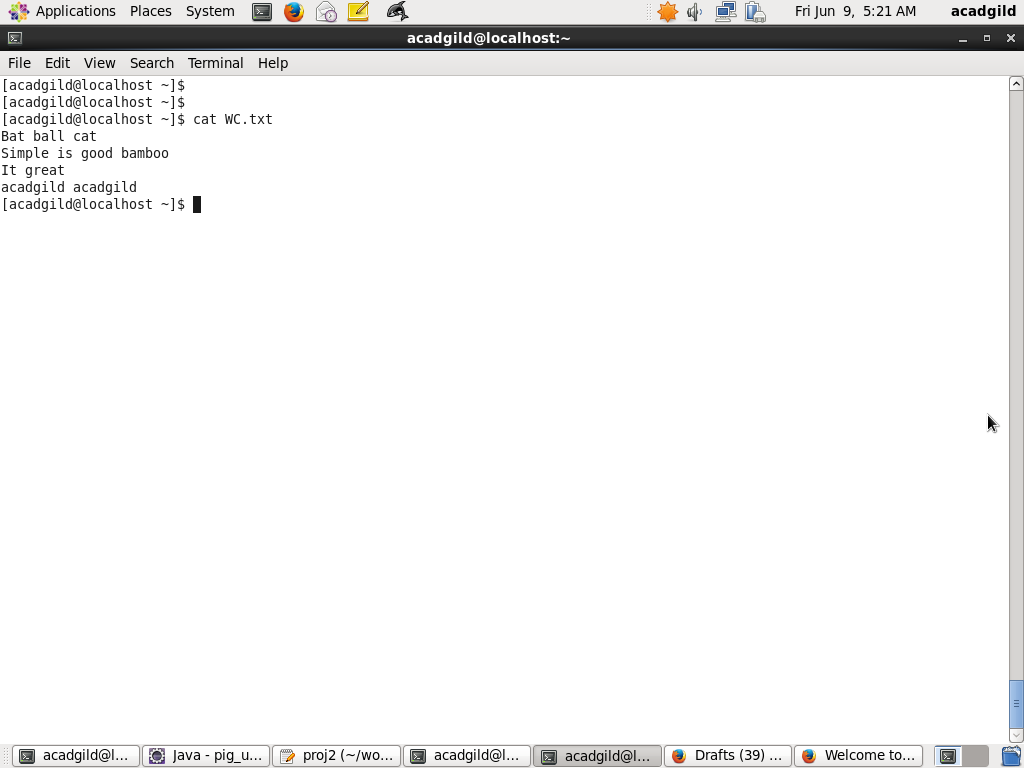 Applications Places System Fri Jun 9, 5:21 AM acadgild
acadgild@localhost:~
File Edit View Search Terminal Help
[acadgild@localhost ~]$
[acadgild@localhost ~]$
[acadgild@localhost ~]$ cat WC.txt
Bat ball cat
Simple is good bamboo
It great
acadgild acadgild
[acadgild@localhost ~]$
acadgild@l... Java - pig_u... proj2 (~/wo... acadgild@l... acadgild@l... Drafts (39) ... Welcome to...